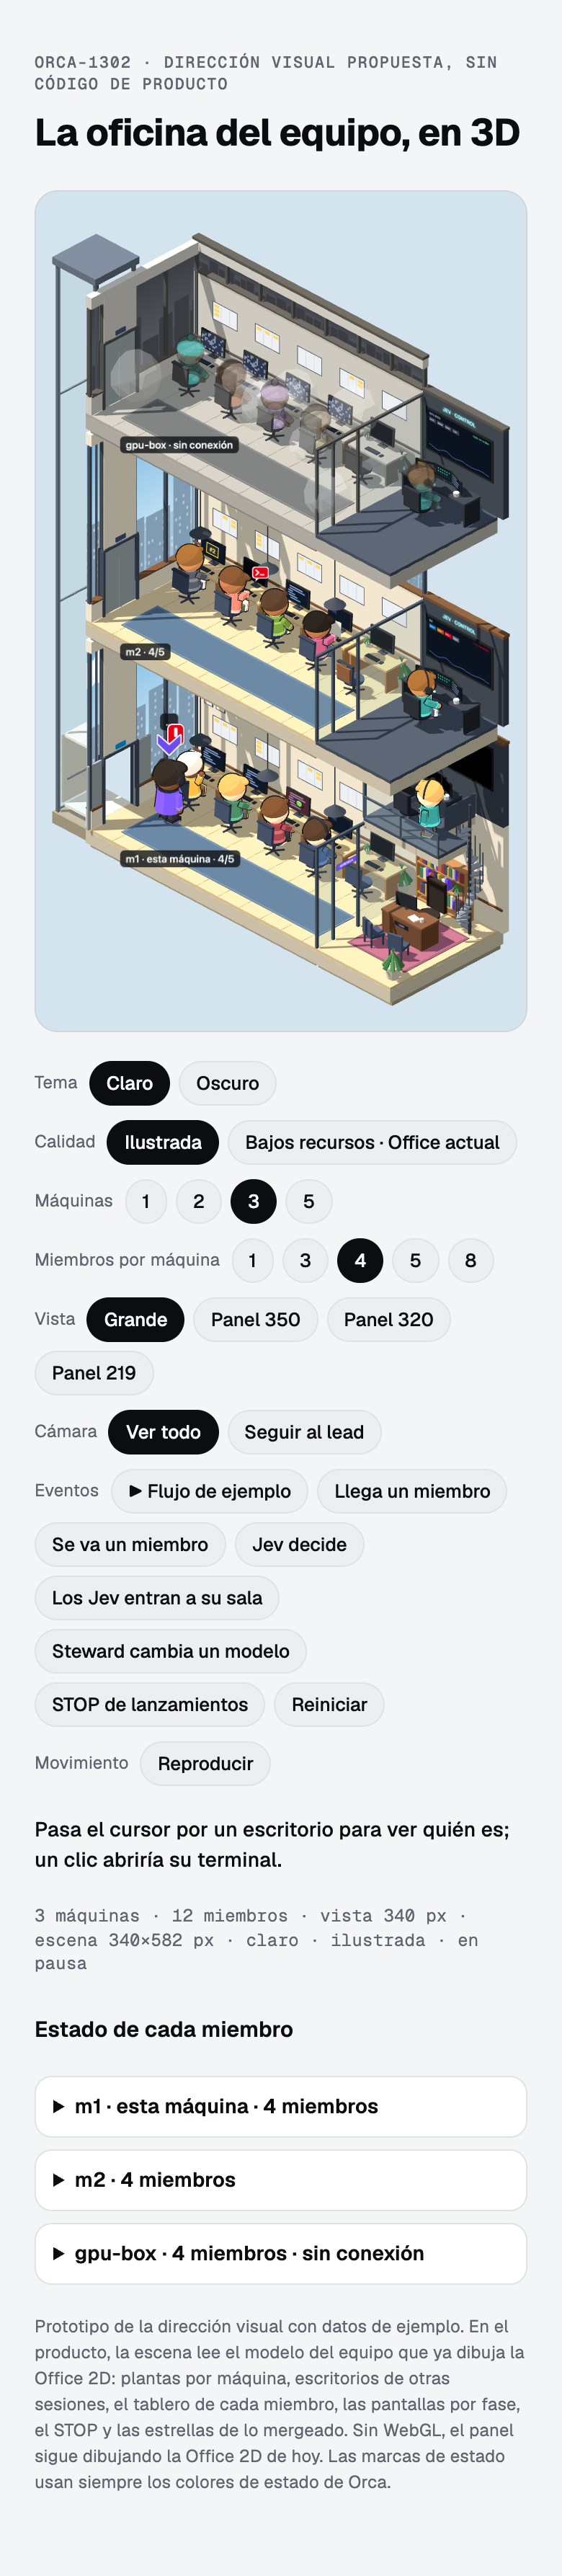 ORCA-1302 · DIRECCIÓN VISUAL PROPUESTA, SIN
CÓDIGO DE PRODUCTO
La oficina del equipo, en 3D
JEV CONTROL
gpu-box · sin conexión
JEV CONTROL
m2 · 4/5
m1 · esta máquina · 4/5
Tema Claro Oscuro
Calidad Ilustrada Bajos recursos · Office actual
Máquinas 1 2 3 5
Miembros por máquina 1 3 4 5 8
Vista Grande Panel 350 Panel 320
Panel 219
Cámara Ver todo Seguir al lead
Eventos ▶ Flujo de ejemplo Llega un miembro
Se va un miembro Jev decide
Los Jev entran a su sala
Steward cambia un modelo
STOP de lanzamientos Reiniciar
Movimiento Reproducir
Pasa el cursor por un escritorio para ver quién es;
un clic abriría su terminal.
3 máquinas · 12 miembros · vista 340 px ·
escena 340×582 px · claro · ilustrada · en
pausa
Estado de cada miembro
▶ m1 · esta máquina · 4 miembros
▶ m2 · 4 miembros
▶ gpu-box · 4 miembros · sin conexión
Prototipo de la dirección visual con datos de ejemplo. En el
producto, la escena lee el modelo del equipo que ya dibuja la
Office 2D: plantas por máquina, escritorios de otras
sesiones, el tablero de cada miembro, las pantallas por fase,
el STOP y las estrellas de lo mergeado. Sin WebGL, el panel
sigue dibujando la Office 2D de hoy. Las marcas de estado
usan siempre los colores de estado de Orca.